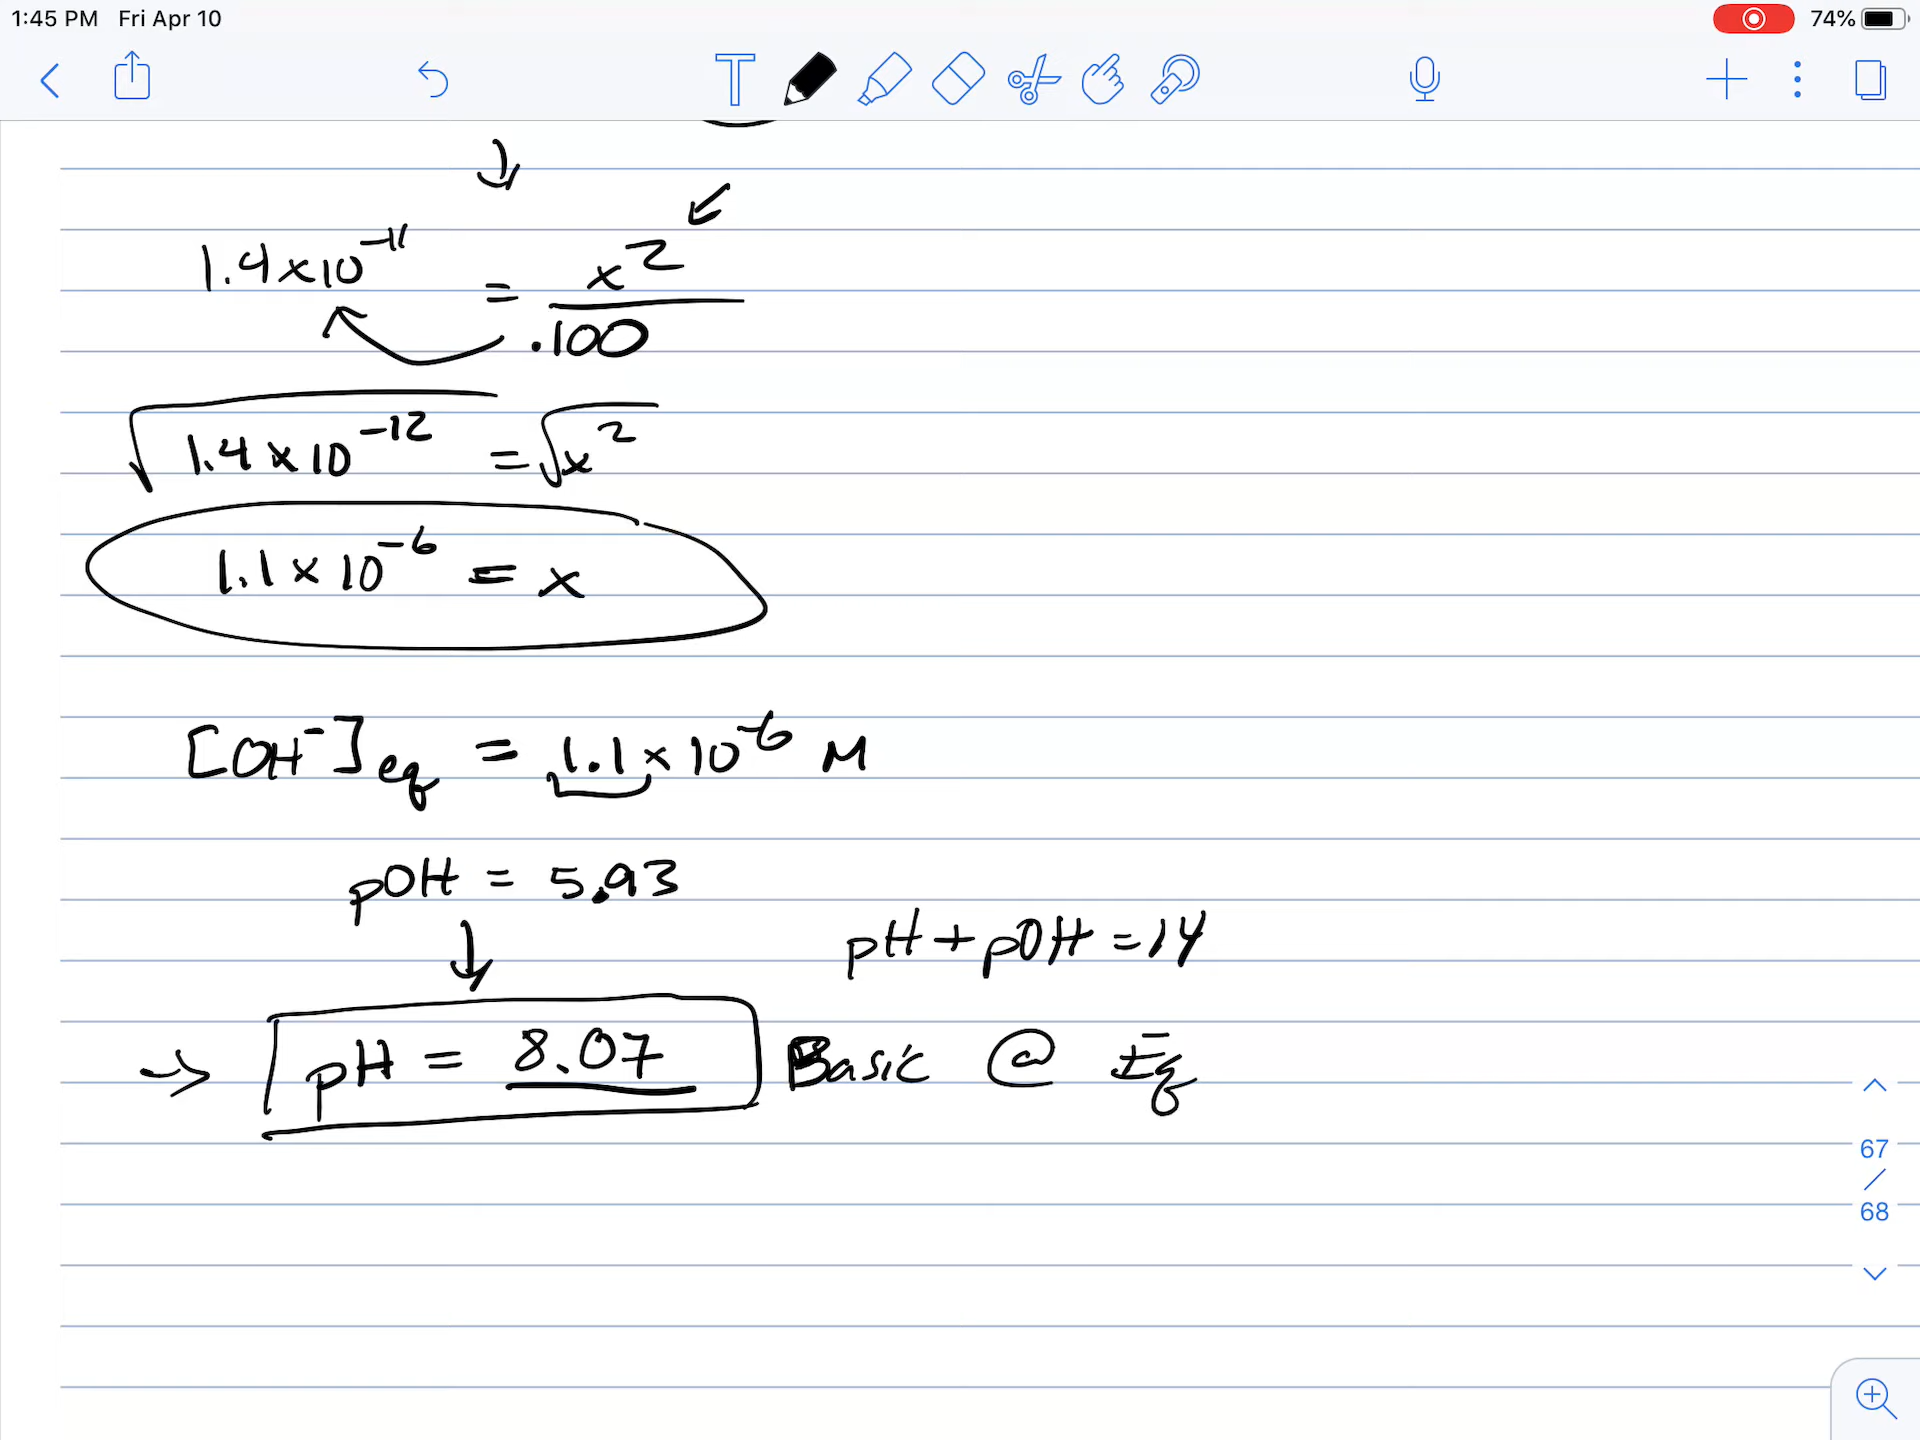 1:45 PM Fri Apr 10 74%
T
1.4 x 10⁻¹¹ = x² / .100
√1.4 x 10⁻¹² = √x²
1.1 x 10⁻⁶ = x
[OH⁻]eq = 1.1 x 10⁻⁶ M
pOH = 5.93
pH + pOH = 14
→ pH = 8.07 Basic @ Eq
67
/
68